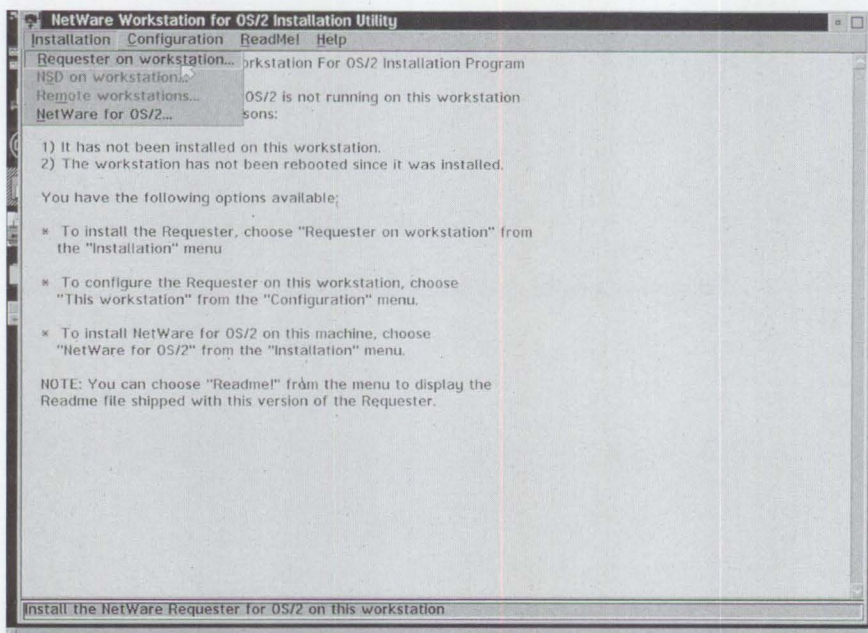 NetWare Workstation for OS/2 Installation Utility
Installation Configuration ReadMe! Help
Requester on workstation...
NSD on workstation...
Remote workstations...
NetWare for OS/2...
orkstation For OS/2 Installation Program
OS/2 is not running on this workstation
sons:
1) It has not been installed on this workstation.
2) The workstation has not been rebooted since it was installed.
You have the following options available:
* To install the Requester, choose "Requester on workstation" from
the "Installation" menu
* To configure the Requester on this workstation, choose
"This workstation" from the "Configuration" menu.
* To install NetWare for OS/2 on this machine, choose
"NetWare for OS/2" from the "Installation" menu.
NOTE: You can choose "Readme!" from the menu to display the
Readme file shipped with this version of the Requester.
Install the NetWare Requester for OS/2 on this workstation